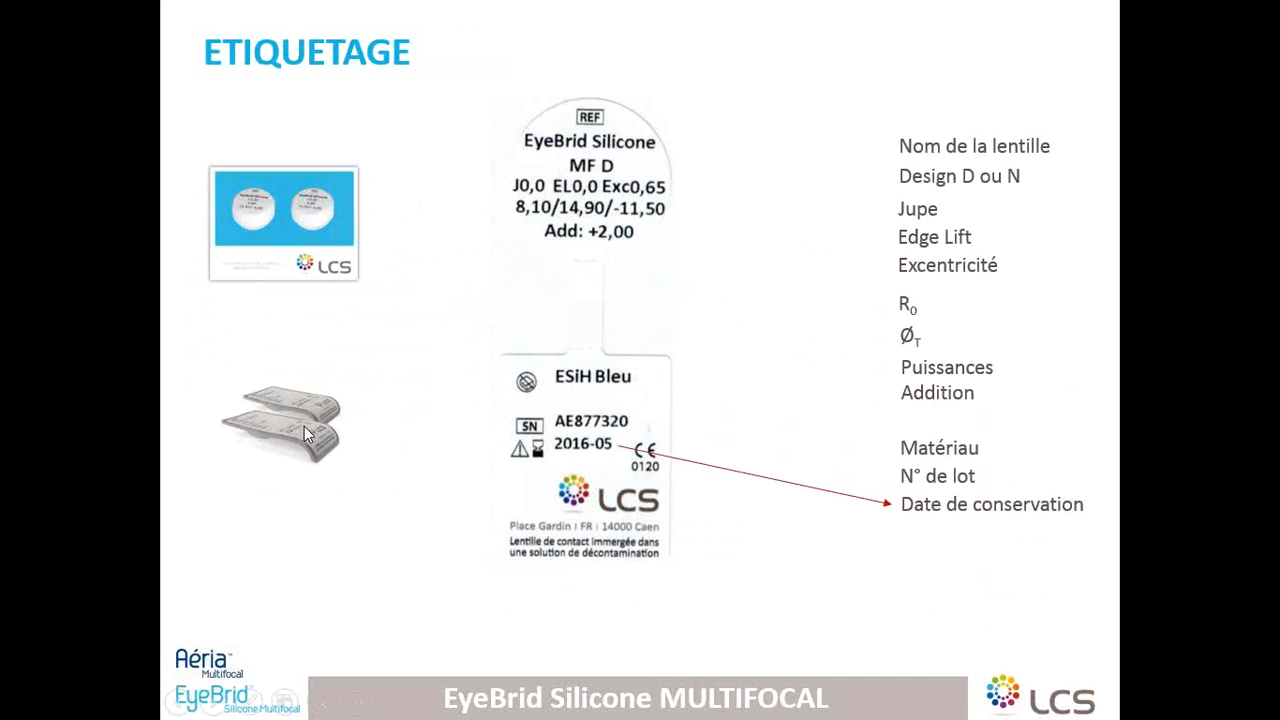 ETIQUETAGE
REF
EyeBrid Silicone
MF D
J0,0 EL0,0 Exc0,65
8,10/14,90/-11,50
Add: +2,00
ESiH Bleu
SN AE877320
2016-05
CE
0120
LCS
Place Gardin I FR I 14000 Caen
Lentille de contact immergée dans
une solution de décontamination
LCS
Nom de la lentille
Design D ou N
Jupe
Edge Lift
Excentricité
R0
ØT
Puissances
Addition
Matériau
N° de lot
Date de conservation
Aéria™
Multifocal
EyeBrid
Silicone Multifocal
EyeBrid Silicone MULTIFOCAL
LCS